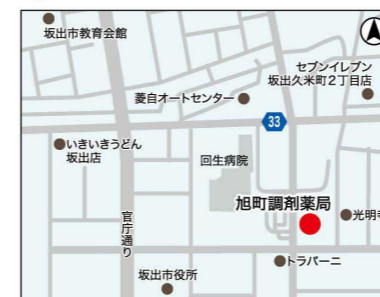 坂出市教育会館
セブンイレブン
坂出久米町2丁目店
菱自オートセンター
33
いきいきうどん
坂出店
回生病院
旭町調剤薬局
光明寺
官庁通り
トラパーニ
坂出市役所